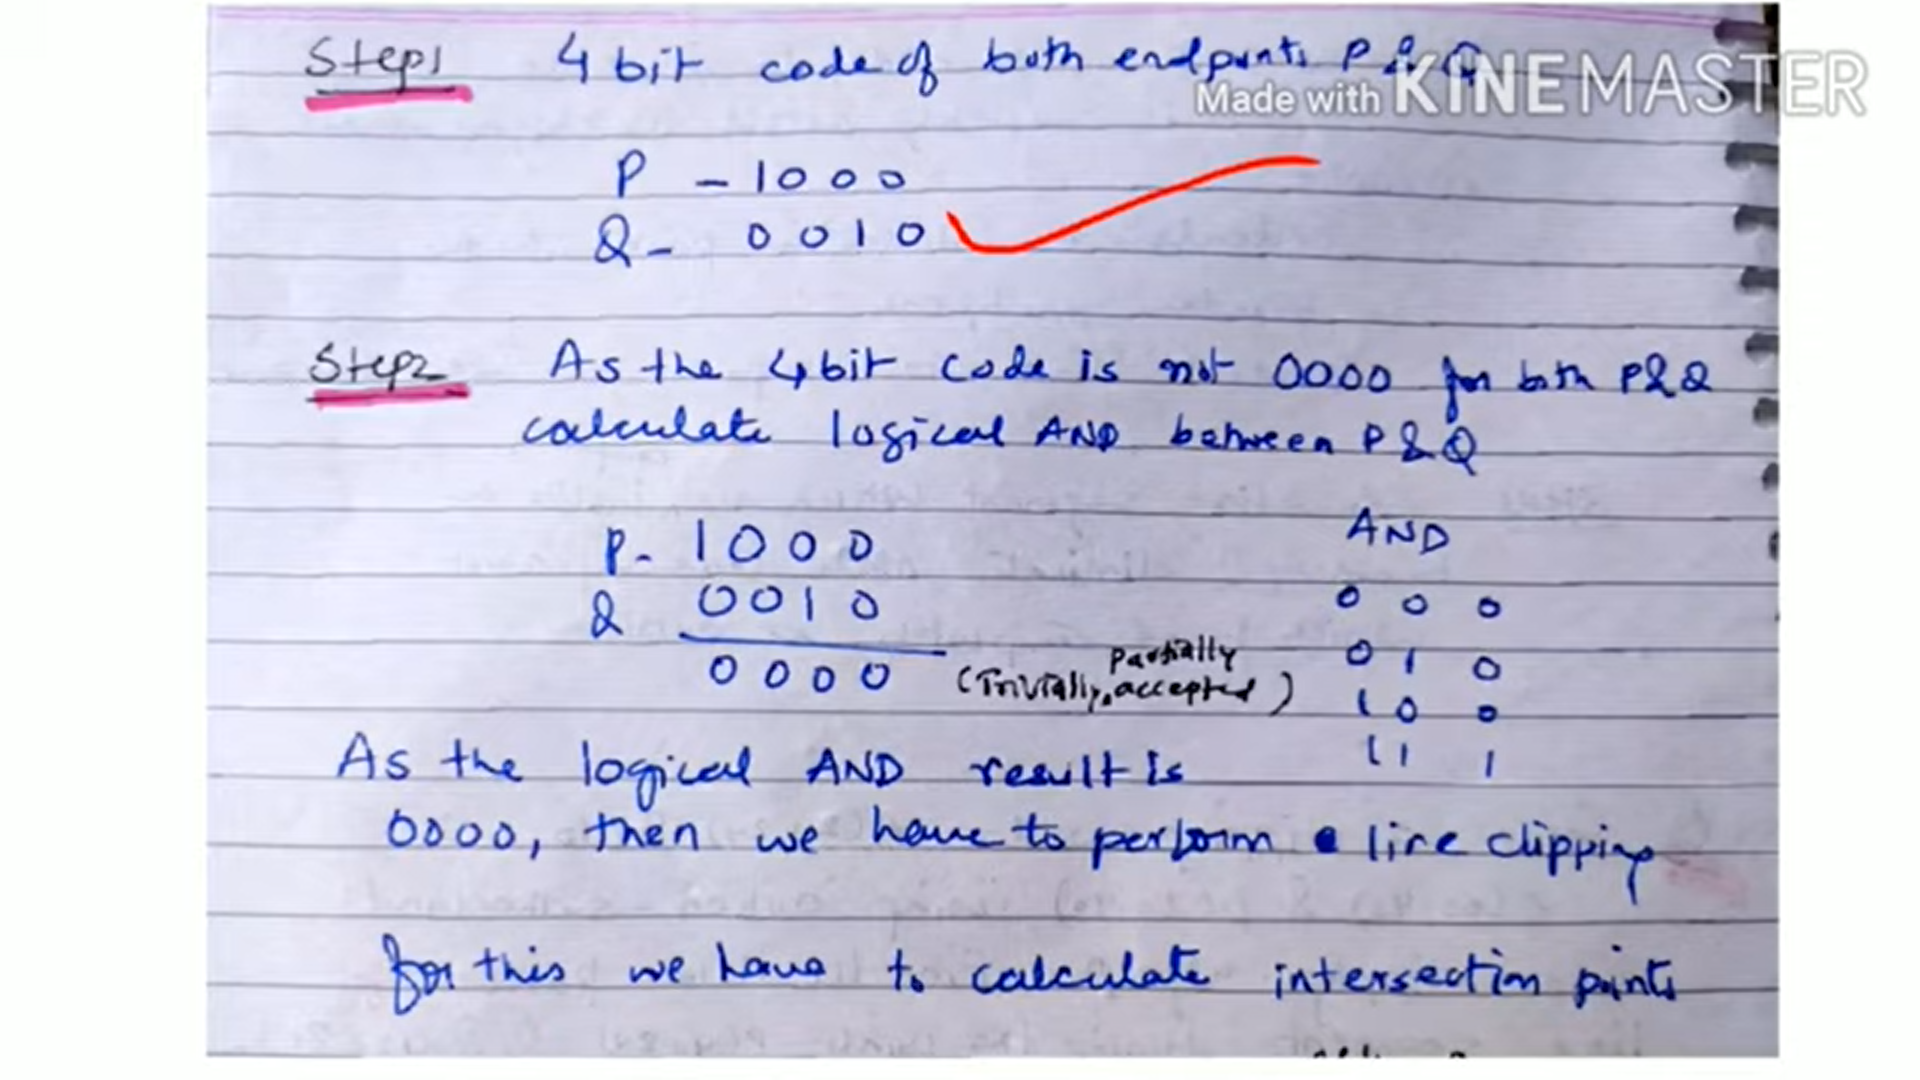 Step1 4 bit code of both endpoints P & Q
Made with KINEMASTER
P - 1000
Q - 0010
Step2 As the 4 bit code is not 0000 for both P & Q
calculate logical AND between P & Q
P - 1000
Q 0010
0000 (Trivially, partially accepted)
AND
0 0 0
0 1 0
1 0 0
1 1 1
As the logical AND result is
0000, then we have to perform line clipping
for this we have to calculate intersection points